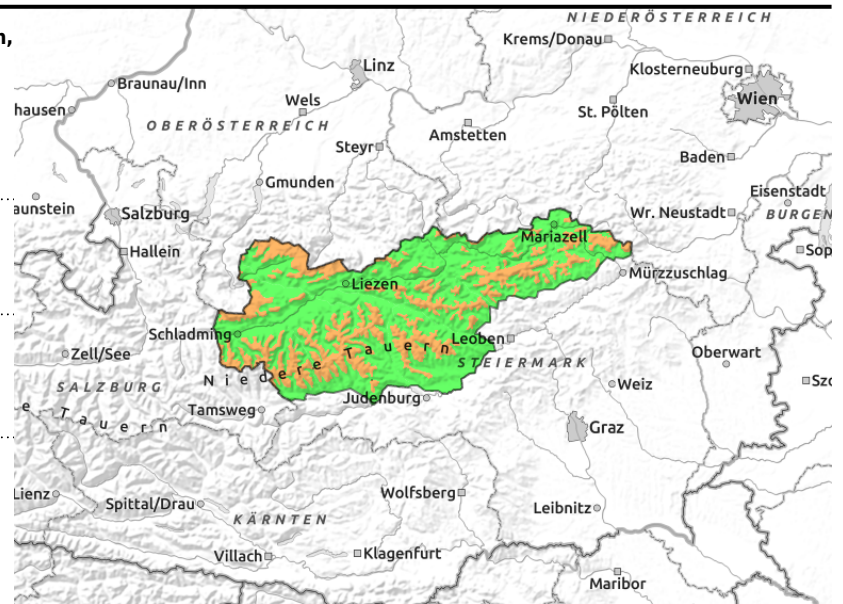 n,
NIEDERÖSTERREICH
Krems/Donau
Linz
Klosterneuburg
Braunau/Inn
Wien
Wels
hausen
St. Pölten
OBERÖSTERREICH
Amstetten
Steyr
Baden
Gmunden
Eisenstadt
aunstein
Salzburg
Wr. Neustadt
BURGEN
Mariazell
Hallein
Sop
Mürzzuschlag
Liezen
Schladming
Leoben
Niedere Tauern
Zell/See
Oberwart
STEIERMARK
SALZBURG
Weiz
Szo
Judenburg
Tamsweg
e Tauern
Graz
Lienz
Wolfsberg
Spittal/Drau
Leibnitz
KÄRNTEN
Villach
Klagenfurt
Maribor